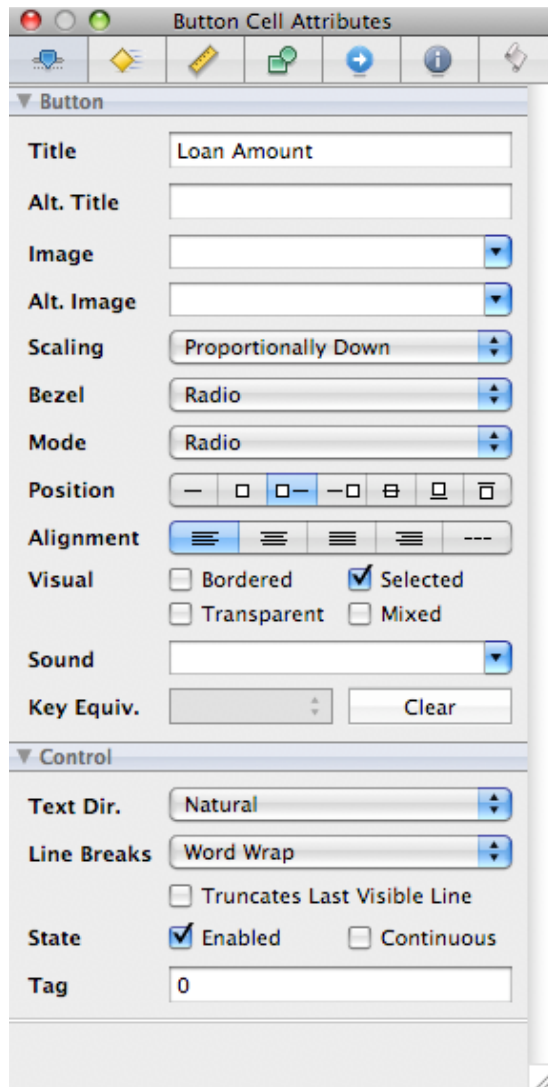 Button Cell Attributes
Button
Title Loan Amount
Alt. Title
Image
Alt. Image
Scaling Proportionally Down
Bezel Radio
Mode Radio
Position
Alignment
Visual Bordered Selected
Transparent Mixed
Sound
Key Equiv. Clear
Control
Text Dir. Natural
Line Breaks Word Wrap
Truncates Last Visible Line
State Enabled Continuous
Tag 0